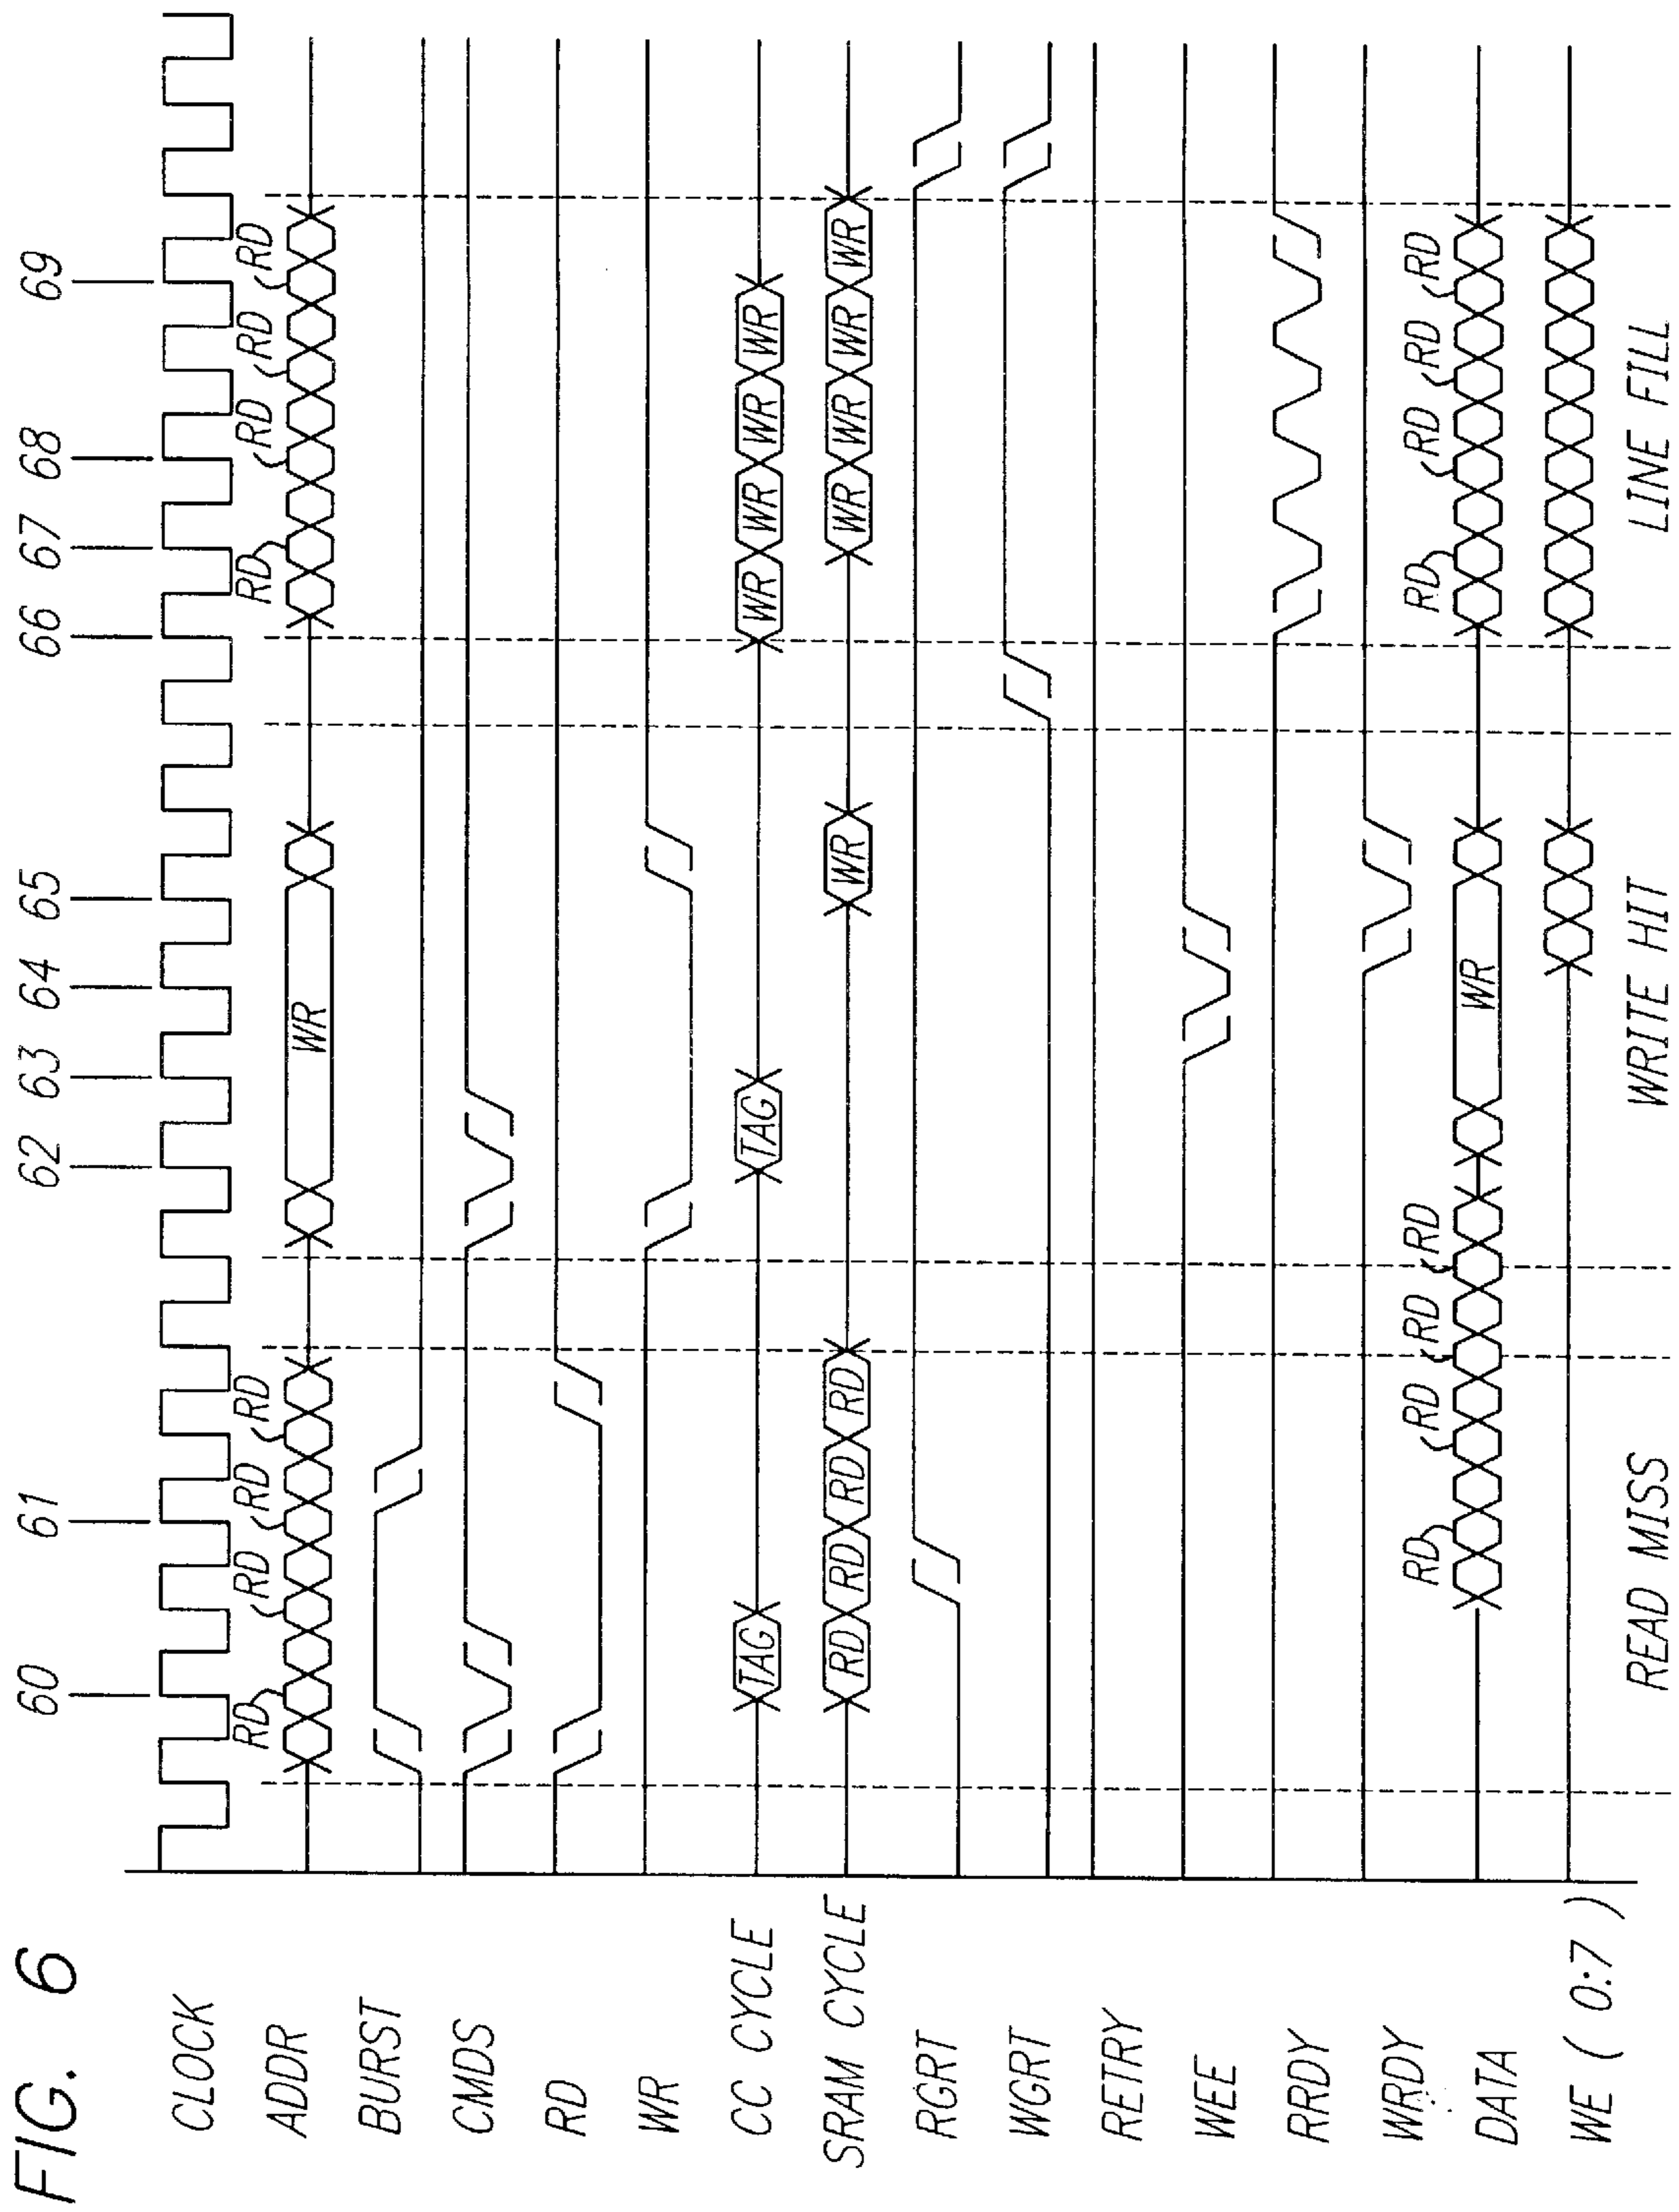 FIG. 6
60 61 62 63 64 65 66 67 68 69
CLOCK
ADDR RD RD RD RD WR RD RD RD RD
BURST
CMDS
RD
WR
CC CYCLE TAG TAG WR WR WR WR
SRAM CYCLE RD RD RD RD WR WR WR WR WR
RGRT
WGRT
RETRY
WEE
RRDY
WRDY
DATA RD RD RD RD WR RD RD RD RD
WE ( 0:7 )
READ MISS WRITE HIT LINE FILL